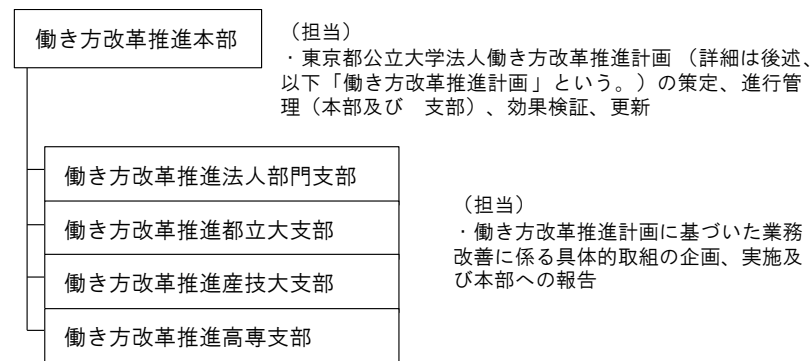 働き方改革推進本部
（担当）
・東京都公立大学法人働き方改革推進計画 （詳細は後述、
以下「働き方改革推進計画」という。）の策定、進行管
理（本部及び　支部）、効果検証、更新
働き方改革推進法人部門支部
働き方改革推進都立大支部
働き方改革推進産技大支部
働き方改革推進高専支部
（担当）
・働き方改革推進計画に基づいた業務
改善に係る具体的取組の企画、実施及
び本部への報告